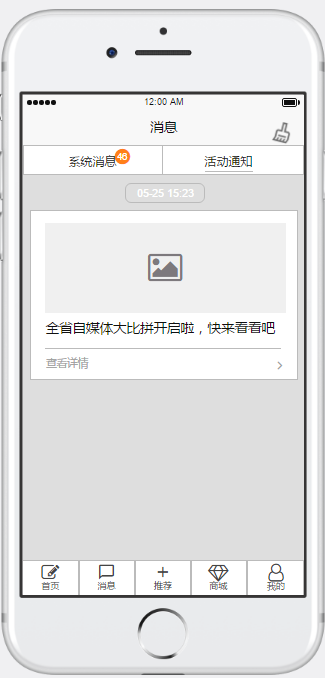 12:00 AM
消息
系统消息 46
活动通知
05-25 15:23
全省自媒体大比拼开启啦，快来看看吧
查看详情
首页
消息
推荐
商城
我的